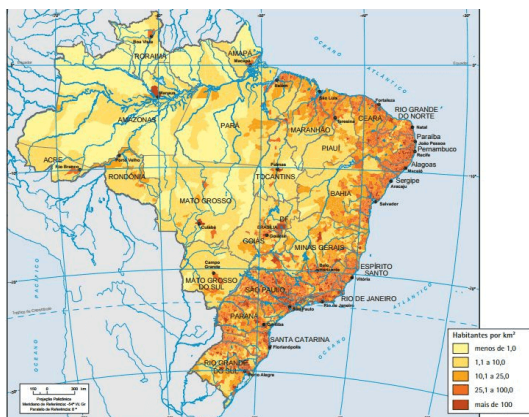 OCEANO
ATLÂNTICO
Equador
Boa Vista
RORAIMA
AMAPÁ
Macapá
Manaus
Belém
São Luís
Fortaleza
AMAZONAS
PARÁ
MARANHÃO
Teresina
CEARÁ
RIO GRANDE
DO NORTE
Natal
PIAUÍ
Paraíba
João Pessoa
Pernambuco
Recife
ACRE
Rio Branco
Porto Velho
RONDÔNIA
Alagoas
Maceió
Sergipe
Aracaju
Palmas
TOCANTINS
BAHIA
Salvador
MATO GROSSO
Cuiabá
DF
BRASÍLIA
Goiânia
GOIÁS
MINAS GERAIS
Belo Horizonte
ESPÍRITO
SANTO
Vitória
Campo
Grande
MATO GROSSO
DO SUL
SÃO PAULO
São Paulo
Rio de Janeiro
RIO DE JANEIRO
PARANÁ
Curitiba
SANTA CATARINA
Florianópolis
RIO GRANDE
DO SUL
Porto Alegre
OCEANO
PACÍFICO
Trópico de Capricórnio
OCEANO
ATLÂNTICO
Habitantes por km²
menos de 1,0
1,1 a 10,0
10,1 a 25,0
25,1 a 100,0
mais de 100
Projeção Policônica